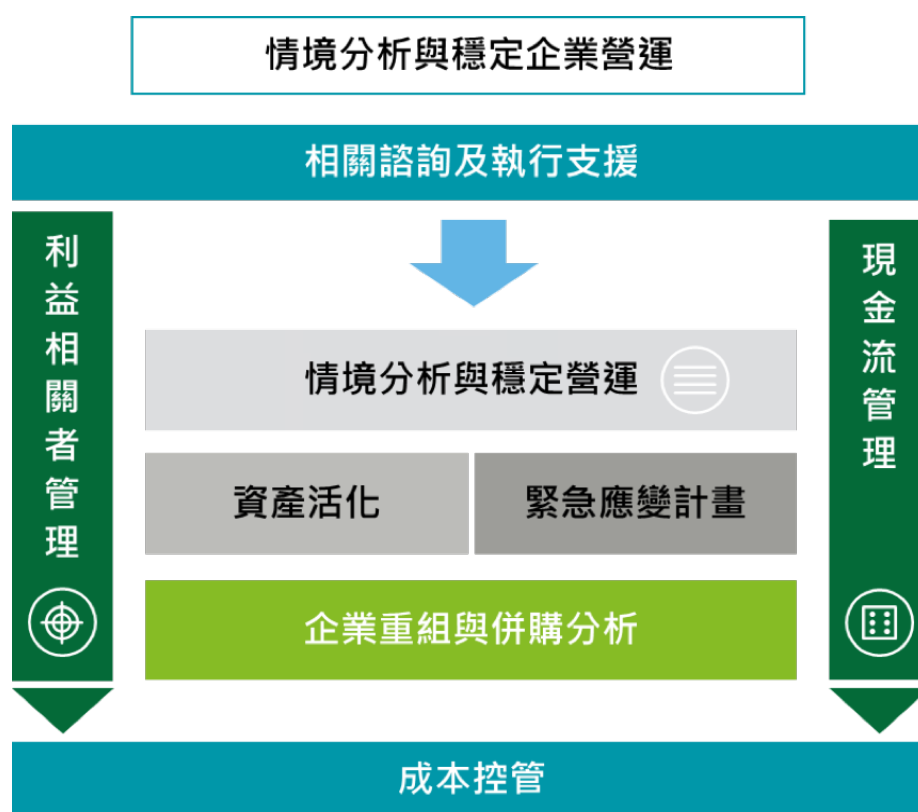 情境分析與穩定企業營運
相關諮詢及執行支援
利益相關者管理
現金流管理
情境分析與穩定營運
資產活化
緊急應變計畫
企業重組與併購分析
成本控管